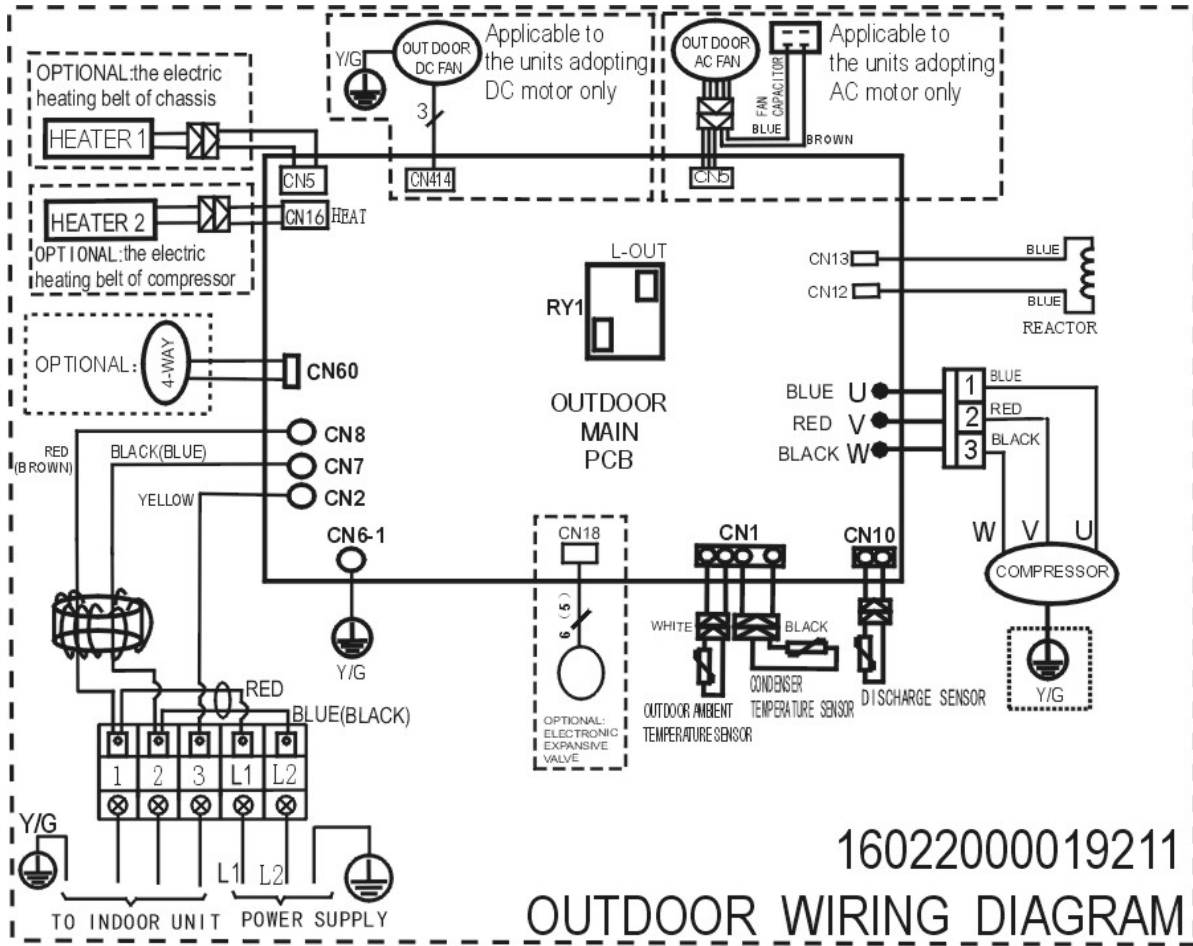 OPTIONAL:the electric
heating belt of chassis
HEATER 1
HEATER 2
OPTIONAL:the electric
heating belt of compressor
CN5
CN16 HEAT
Y/G
OUTDOOR
DC FAN
3
CN414
Applicable to
the units adopting
DC motor only
OUTDOOR
AC FAN
FAN
CAPACITOR
BLUE
BROWN
CN5
Applicable to
the units adopting
AC motor only
L-OUT
RY1
CN13
CN12
BLUE
BLUE
REACTOR
OPTIONAL:
4-WAY
CN60
OUTDOOR
MAIN
PCB
BLUE U
RED V
BLACK W
1
2
3
BLUE
RED
BLACK
W V U
COMPRESSOR
Y/G
RED
(BROWN)
BLACK(BLUE)
YELLOW
CN8
CN7
CN2
CN6-1
Y/G
CN18
6 (5)
OPTIONAL:
ELECTRONIC
EXPANSIVE
VALVE
CN1
WHITE
BLACK
OUTDOOR AMBIENT
TEMPERATURE SENSOR
CONDENSER
TEMPERATURE SENSOR
CN10
DISCHARGE SENSOR
RED
BLUE(BLACK)
1 2 3 L1 L2
Y/G
L1 L2
TO INDOOR UNIT
POWER SUPPLY
16022000019211
OUTDOOR WIRING DIAGRAM